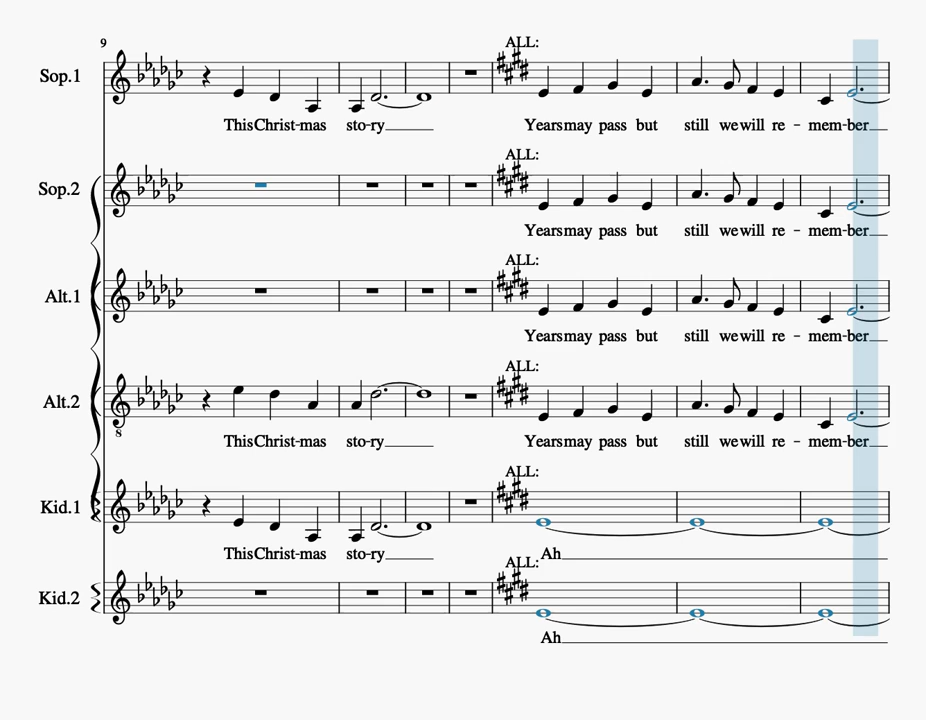 9
ALL:
Sop.1
This Christ-mas sto-ry Years may pass but still we will re - mem-ber
ALL:
Sop.2
Years may pass but still we will re - mem-ber
ALL:
Alt.1
Years may pass but still we will re - mem-ber
ALL:
Alt.2
8
This Christ-mas sto-ry Years may pass but still we will re - mem-ber
ALL:
Kid.1
This Christ-mas sto-ry Ah
ALL:
Kid.2
Ah